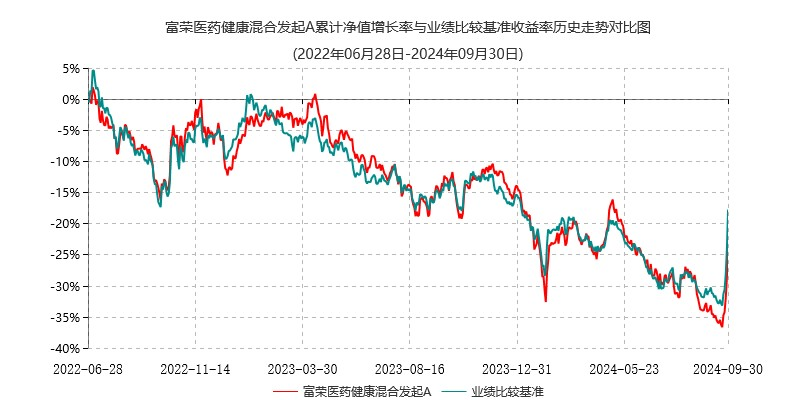 富荣医药健康混合发起A累计净值增长率与业绩比较基准收益率历史走势对比图
(2022年06月28日-2024年09月30日)
5%
0%
-5%
-10%
-15%
-20%
-25%
-30%
-35%
-40%
2022-06-28 2022-11-14 2023-03-30 2023-08-16 2023-12-31 2024-05-23 2024-09-30
富荣医药健康混合发起A 业绩比较基准